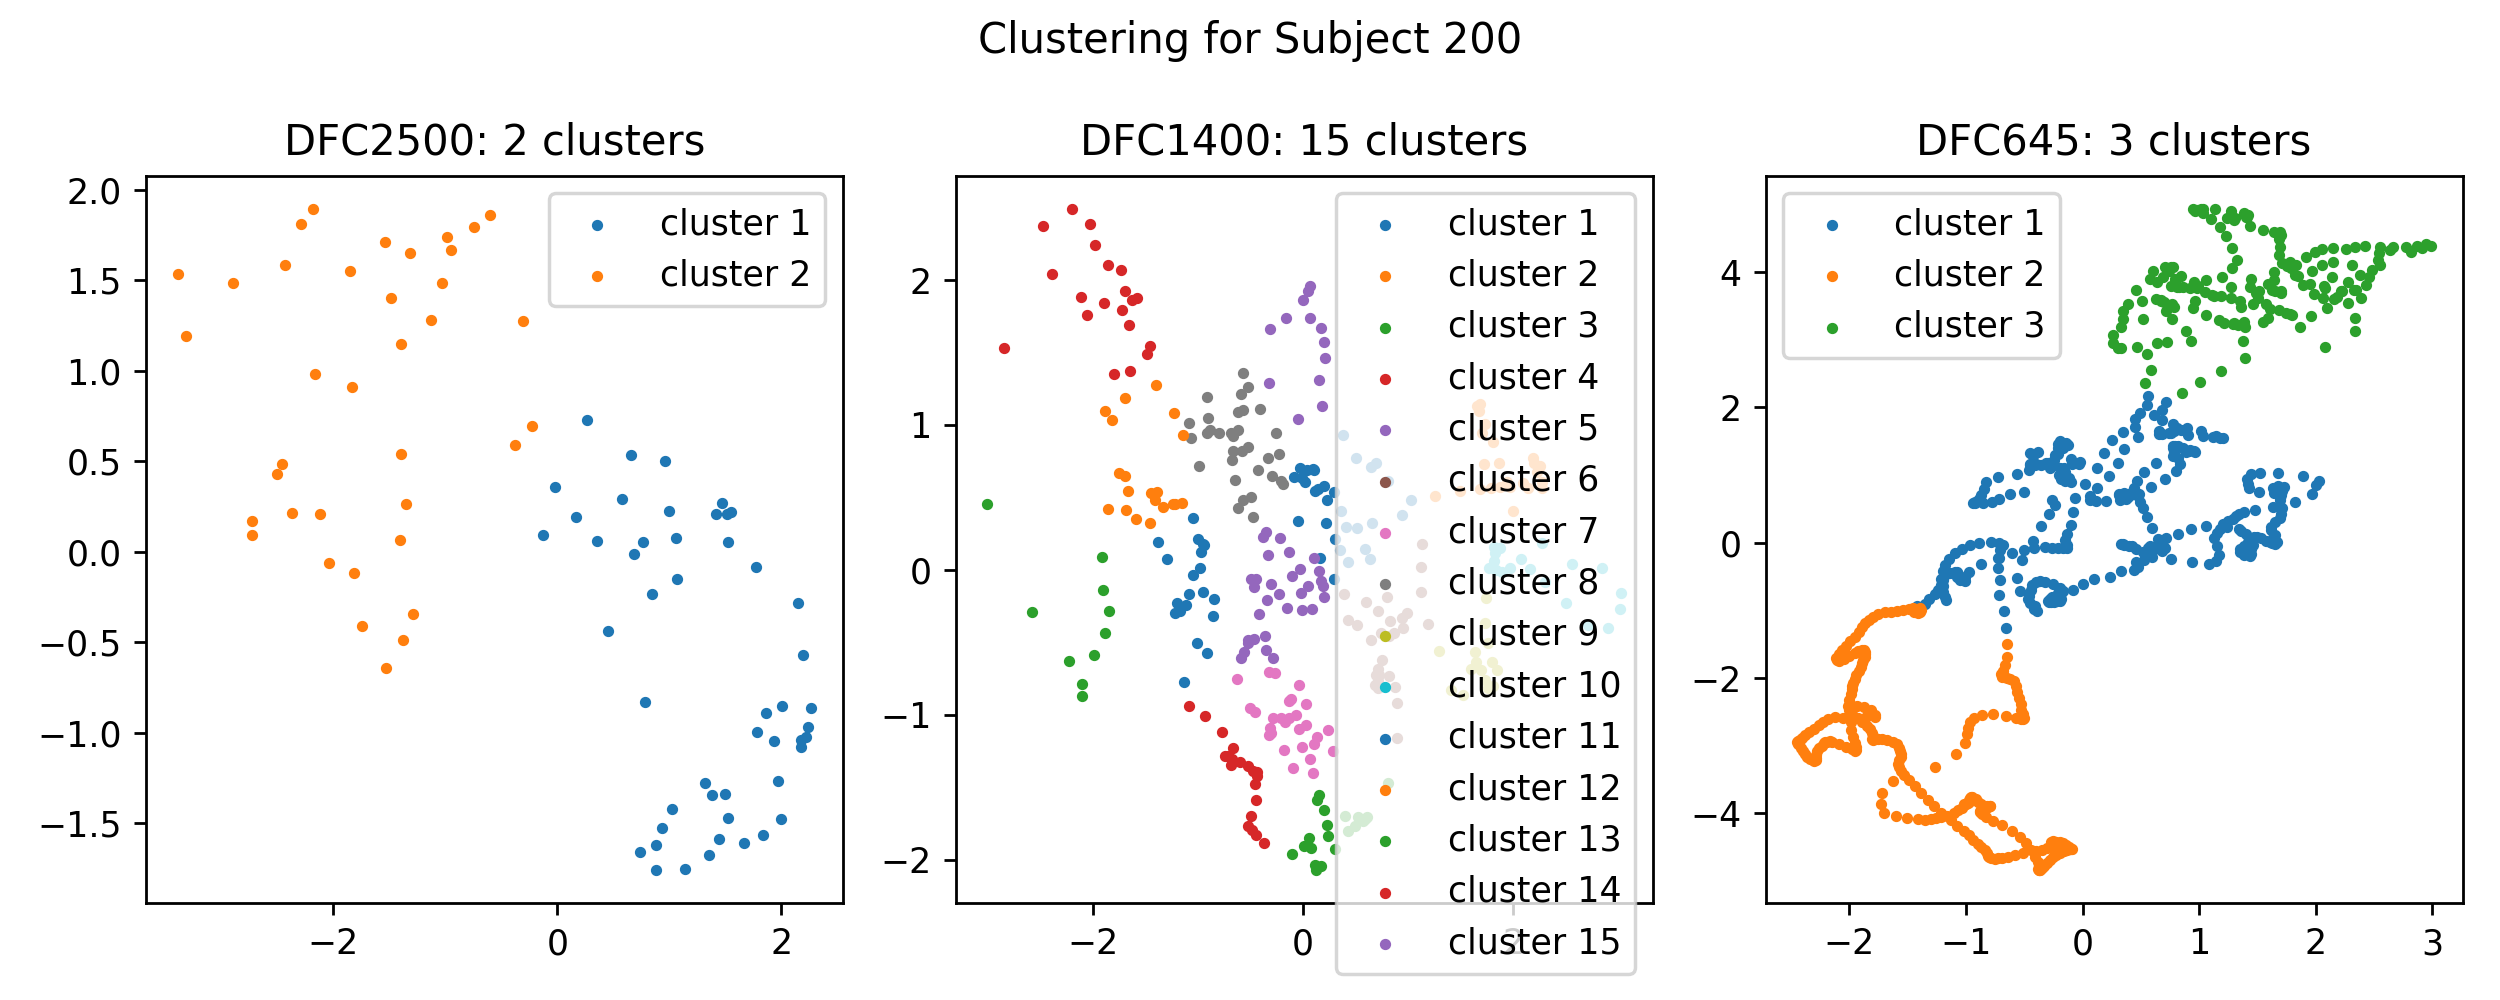 Clustering for Subject 200
DFC2500: 2 clusters
2.0
1.5
1.0
0.5
0.0
−0.5
−1.0
−1.5
−2
0
2
cluster 1
cluster 2
DFC1400: 15 clusters
2
1
0
−1
−2
−2
0
2
cluster 1
cluster 2
cluster 3
cluster 4
cluster 5
cluster 6
cluster 7
cluster 8
cluster 9
cluster 10
cluster 11
cluster 12
cluster 13
cluster 14
cluster 15
DFC645: 3 clusters
4
2
0
−2
−4
−2
−1
0
1
2
3
cluster 1
cluster 2
cluster 3